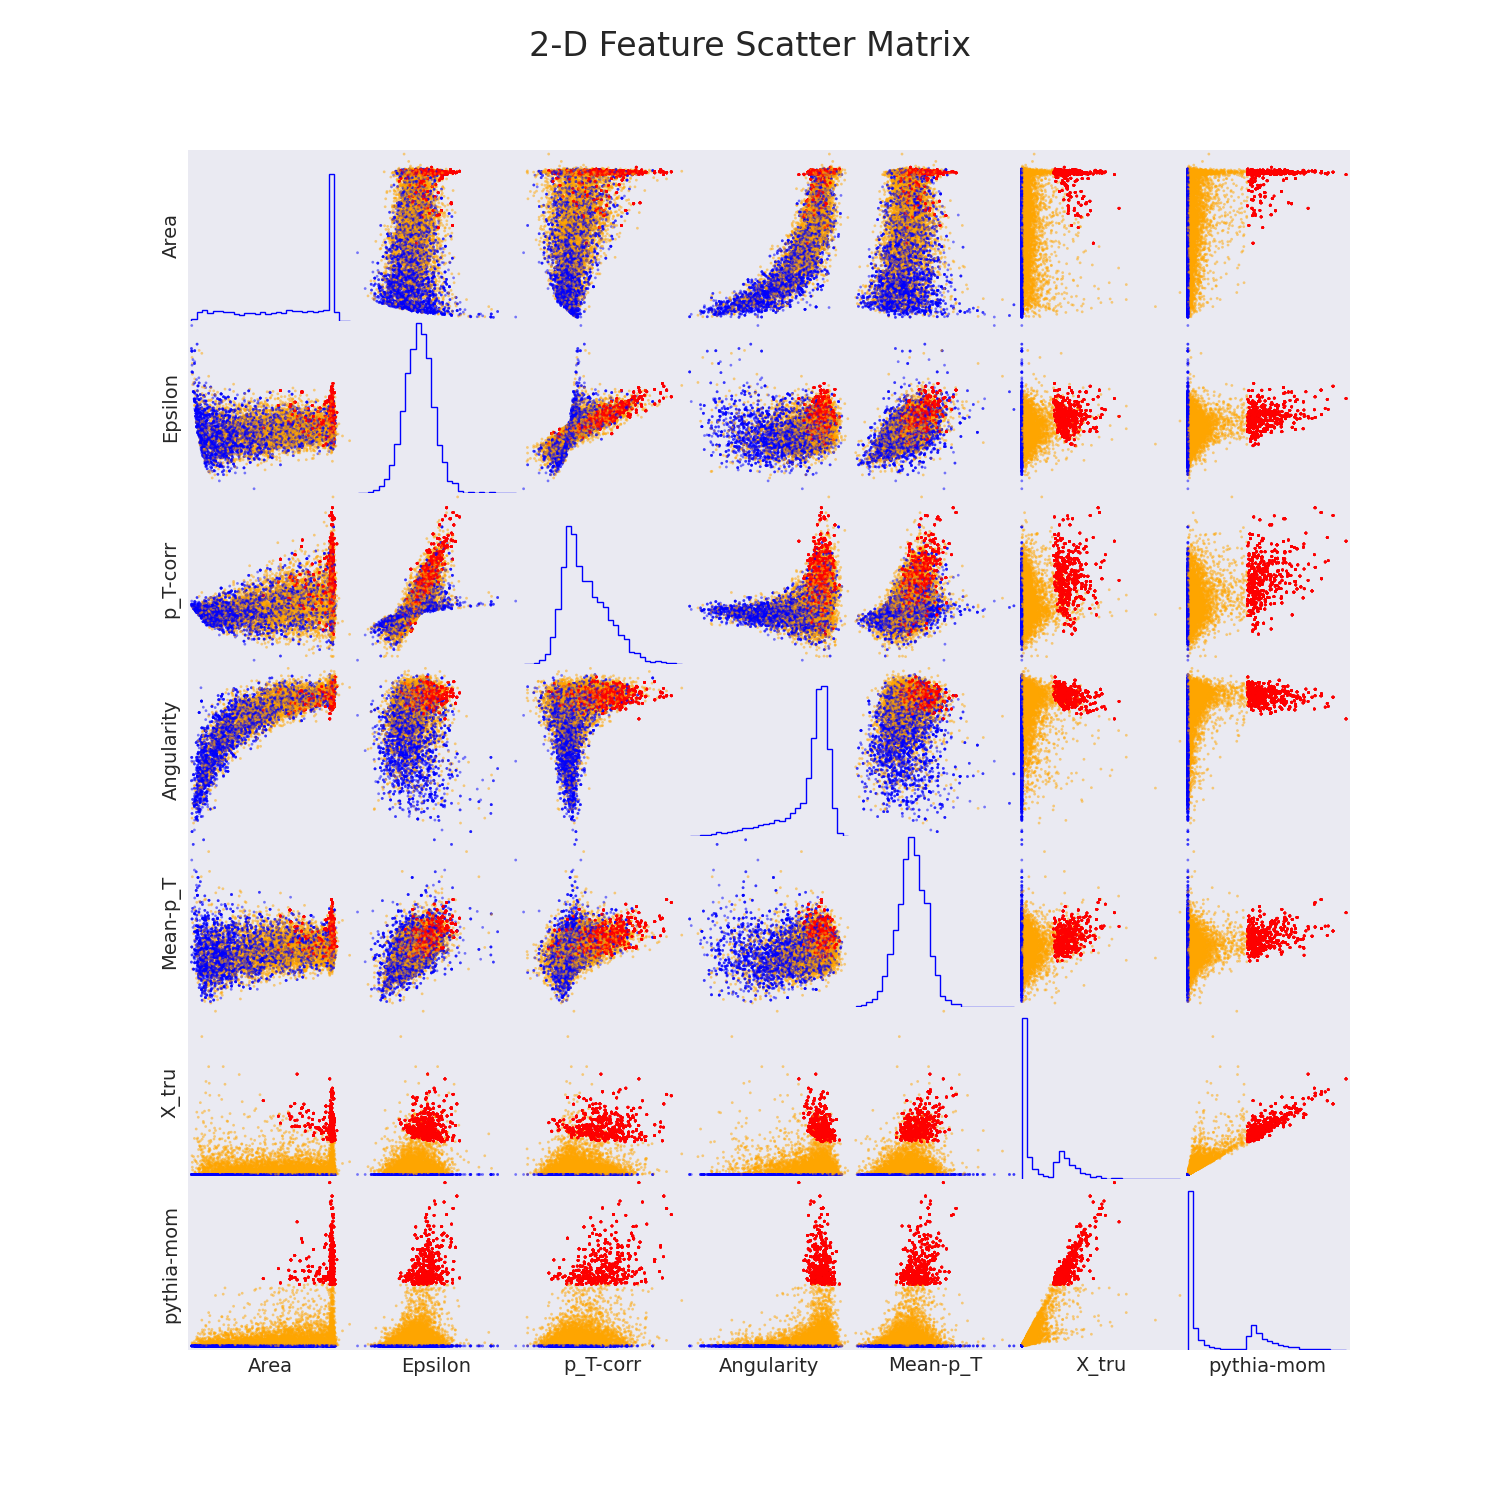 2-D Feature Scatter Matrix
Area
Epsilon
p_T-corr
Angularity
Mean-p_T
X_tru
pythia-mom
Area Epsilon p_T-corr Angularity Mean-p_T X_tru pythia-mom